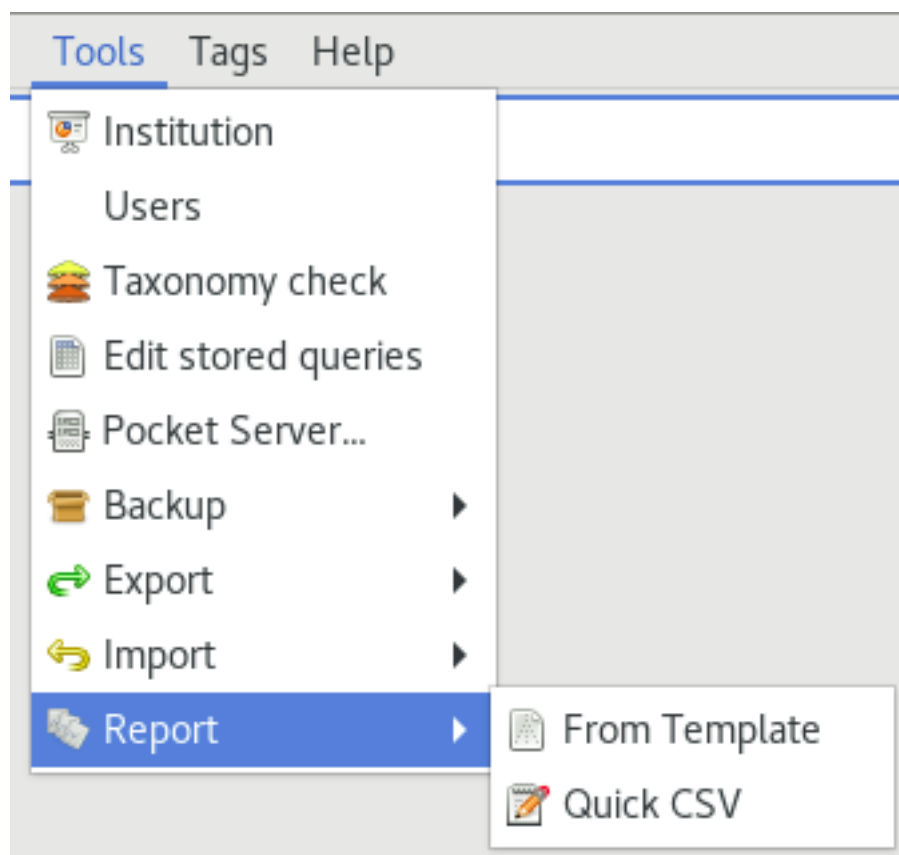 Tools Tags Help
Institution
Users
Taxonomy check
Edit stored queries
Pocket Server...
Backup
Export
Import
Report
From Template
Quick CSV